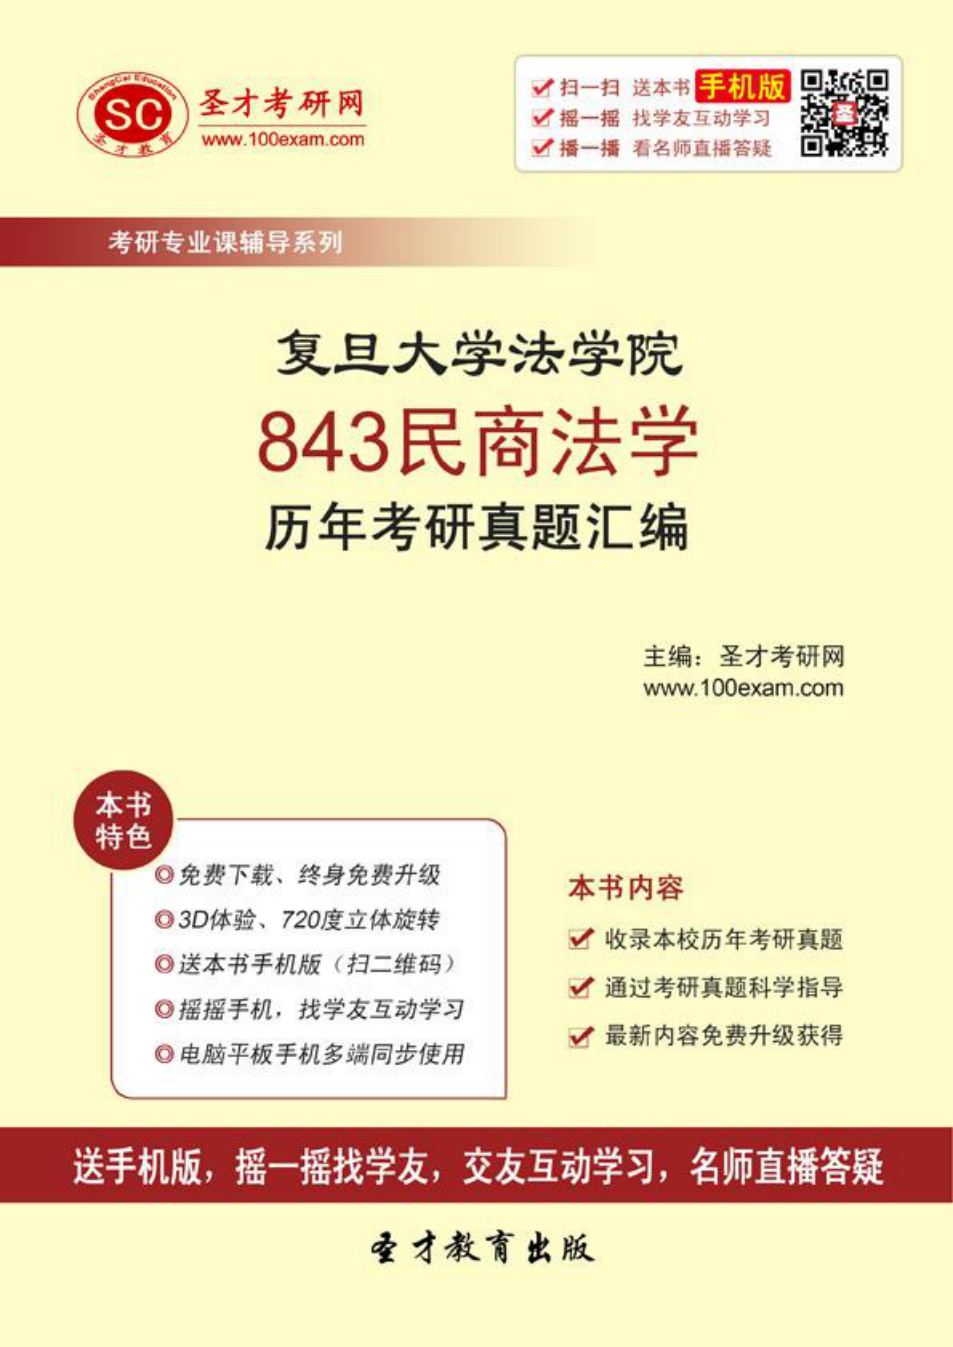 ShengCai Education
SC
圣才教育
圣才考研网
www.100exam.com
扫一扫 送本书 手机版
摇一摇 找学友互动学习
播一播 看名师直播答疑
圣
考研专业课辅导系列
复旦大学法学院
843民商法学
历年考研真题汇编
主编：圣才考研网
www.100exam.com
本书
特色
◎免费下载、终身免费升级
◎3D体验、720度立体旋转
◎送本书手机版（扫二维码）
◎摇摇手机，找学友互动学习
◎电脑平板手机多端同步使用
本书内容
收录本校历年考研真题
通过考研真题科学指导
最新内容免费升级获得
送手机版，摇一摇找学友，交友互动学习，名师直播答疑
圣才教育出版